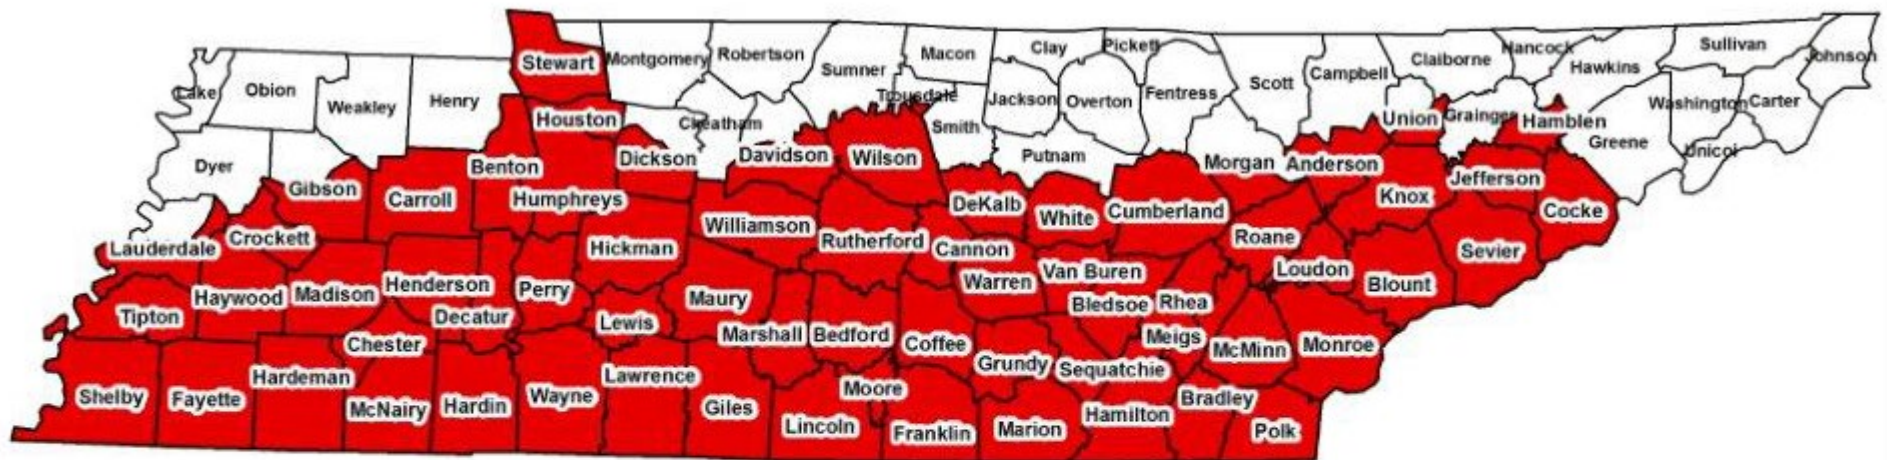 Stewart
Montgomery
Robertson
Sumner
Macon
Clay
Pickett
Scott
Campbell
Claiborne
Hancock
Hawkins
Sullivan
Johnson
Lake
Obion
Weakley
Henry
Houston
Cheatham
Trousdale
Smith
Jackson
Overton
Fentress
Union
Grainger
Hamblen
Greene
Washington
Carter
Unicoi
Dyer
Gibson
Carroll
Benton
Humphreys
Dickson
Davidson
Wilson
Putnam
Morgan
Anderson
Knox
Jefferson
Cocke
Lauderdale
Crockett
Hickman
Williamson
Rutherford
Cannon
DeKalb
White
Cumberland
Roane
Loudon
Blount
Sevier
Tipton
Haywood
Madison
Henderson
Decatur
Perry
Lewis
Maury
Marshall
Bedford
Coffee
Warren
Van Buren
Bledsoe
Rhea
Meigs
McMinn
Monroe
Chester
Grundy
Sequatchie
Shelby
Fayette
Hardeman
McNairy
Hardin
Wayne
Lawrence
Giles
Lincoln
Moore
Franklin
Marion
Hamilton
Bradley
Polk